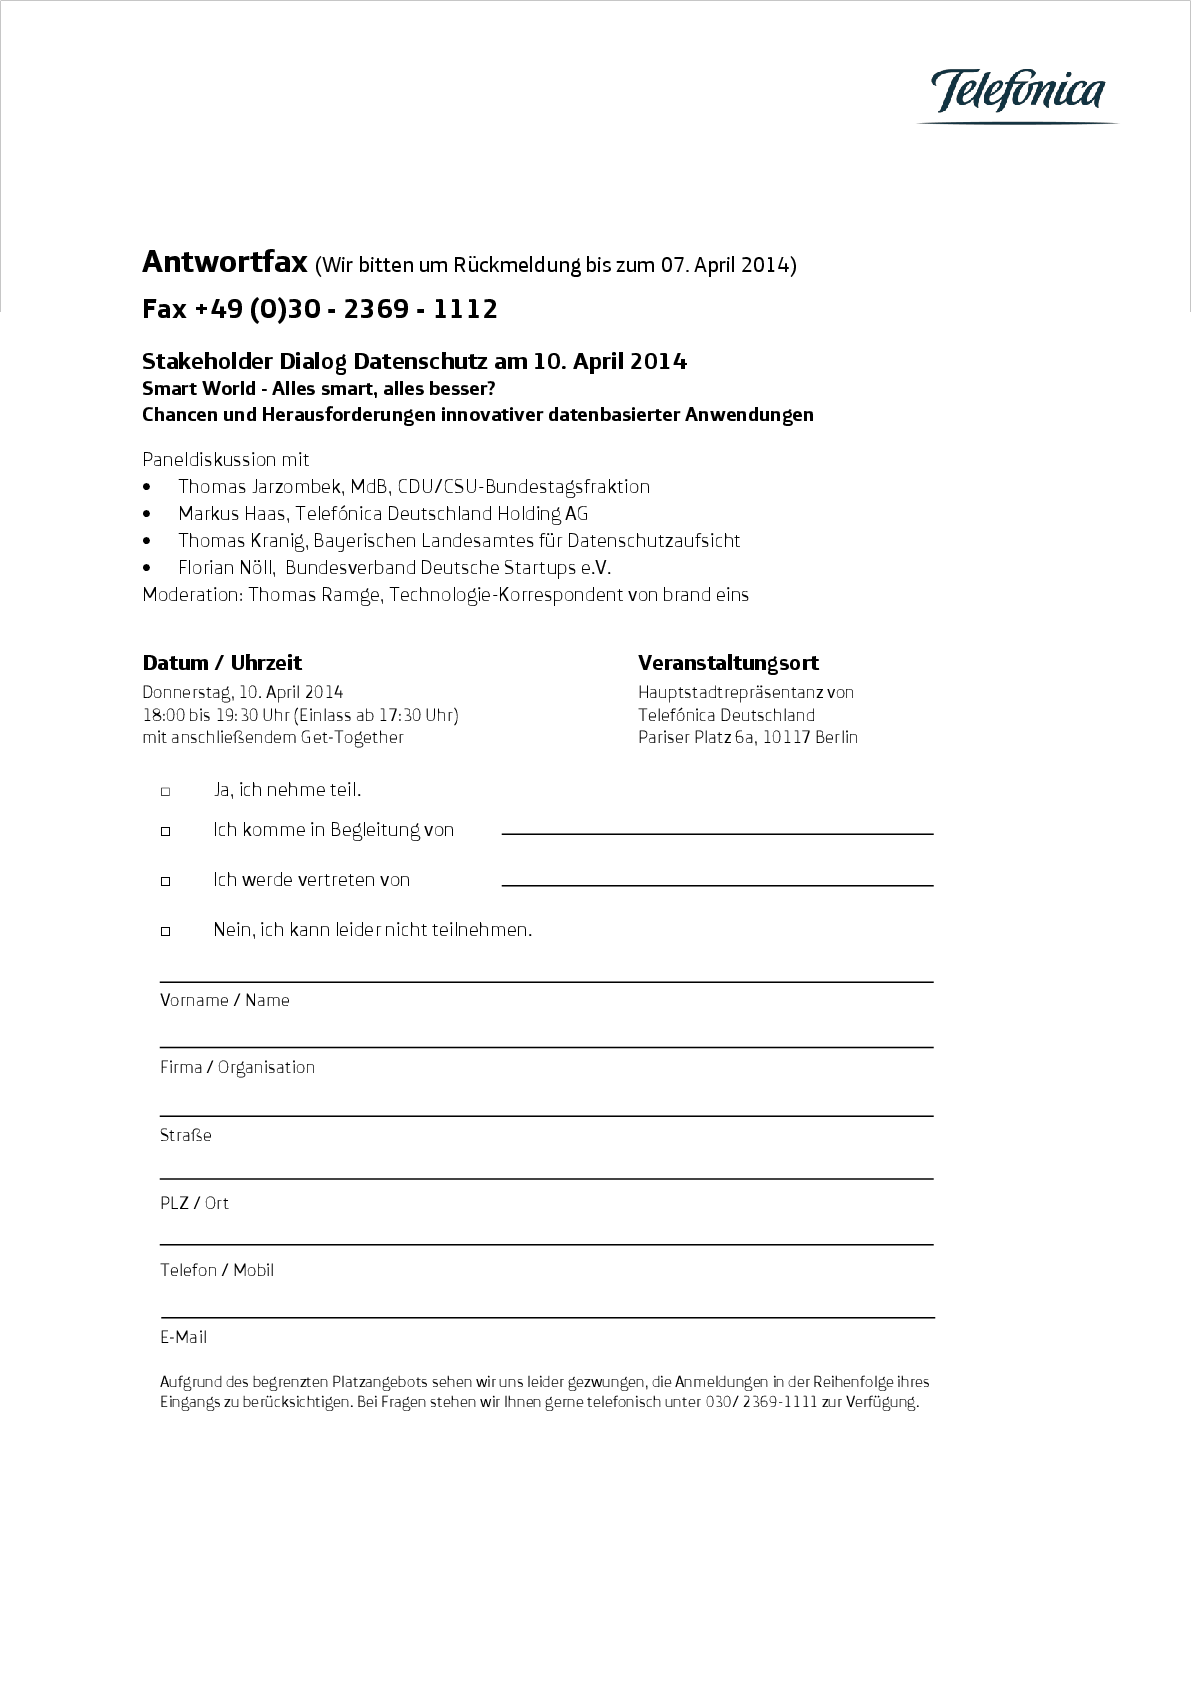 Telefónica
Antwortfax (Wir bitten um Rückmeldung bis zum 07. April 2014)
Fax +49 (0)30 - 2369 - 1112
Stakeholder Dialog Datenschutz am 10. April 2014
Smart World - Alles smart, alles besser?
Chancen und Herausforderungen innovativer datenbasierter Anwendungen
Paneldiskussion mit
• Thomas Jarzombek, MdB, CDU/CSU-Bundestagsfraktion
• Markus Haas, Telefónica Deutschland Holding AG
• Thomas Kranig, Bayerischen Landesamtes für Datenschutzaufsicht
• Florian Nöll, Bundesverband Deutsche Startups e.V.
Moderation: Thomas Ramge, Technologie-Korrespondent von brand eins
Datum / Uhrzeit
Donnerstag, 10. April 2014
18:00 bis 19:30 Uhr (Einlass ab 17:30 Uhr)
mit anschließendem Get-Together
Veranstaltungsort
Hauptstadtrepräsentanz von
Telefónica Deutschland
Pariser Platz 6a, 10117 Berlin
□ Ja, ich nehme teil.
□ Ich komme in Begleitung von
□ Ich werde vertreten von
□ Nein, ich kann leider nicht teilnehmen.
Vorname / Name
Firma / Organisation
Straße
PLZ / Ort
Telefon / Mobil
E-Mail
Aufgrund des begrenzten Platzangebots sehen wir uns leider gezwungen, die Anmeldungen in der Reihenfolge ihres
Eingangs zu berücksichtigen. Bei Fragen stehen wir Ihnen gerne telefonisch unter 030/ 2369-1111 zur Verfügung.